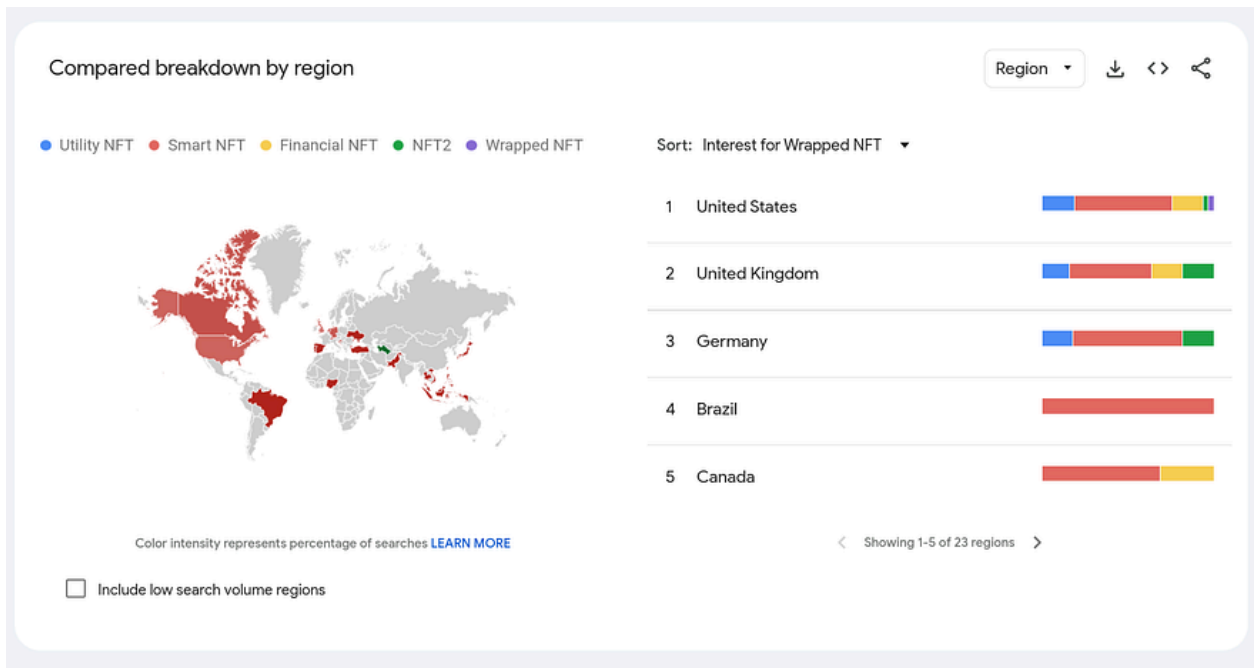 Compared breakdown by region
Region
Utility NFT Smart NFT Financial NFT NFT2 Wrapped NFT
Sort: Interest for Wrapped NFT
1 United States
2 United Kingdom
3 Germany
4 Brazil
5 Canada
Color intensity represents percentage of searches LEARN MORE
Showing 1-5 of 23 regions
Include low search volume regions